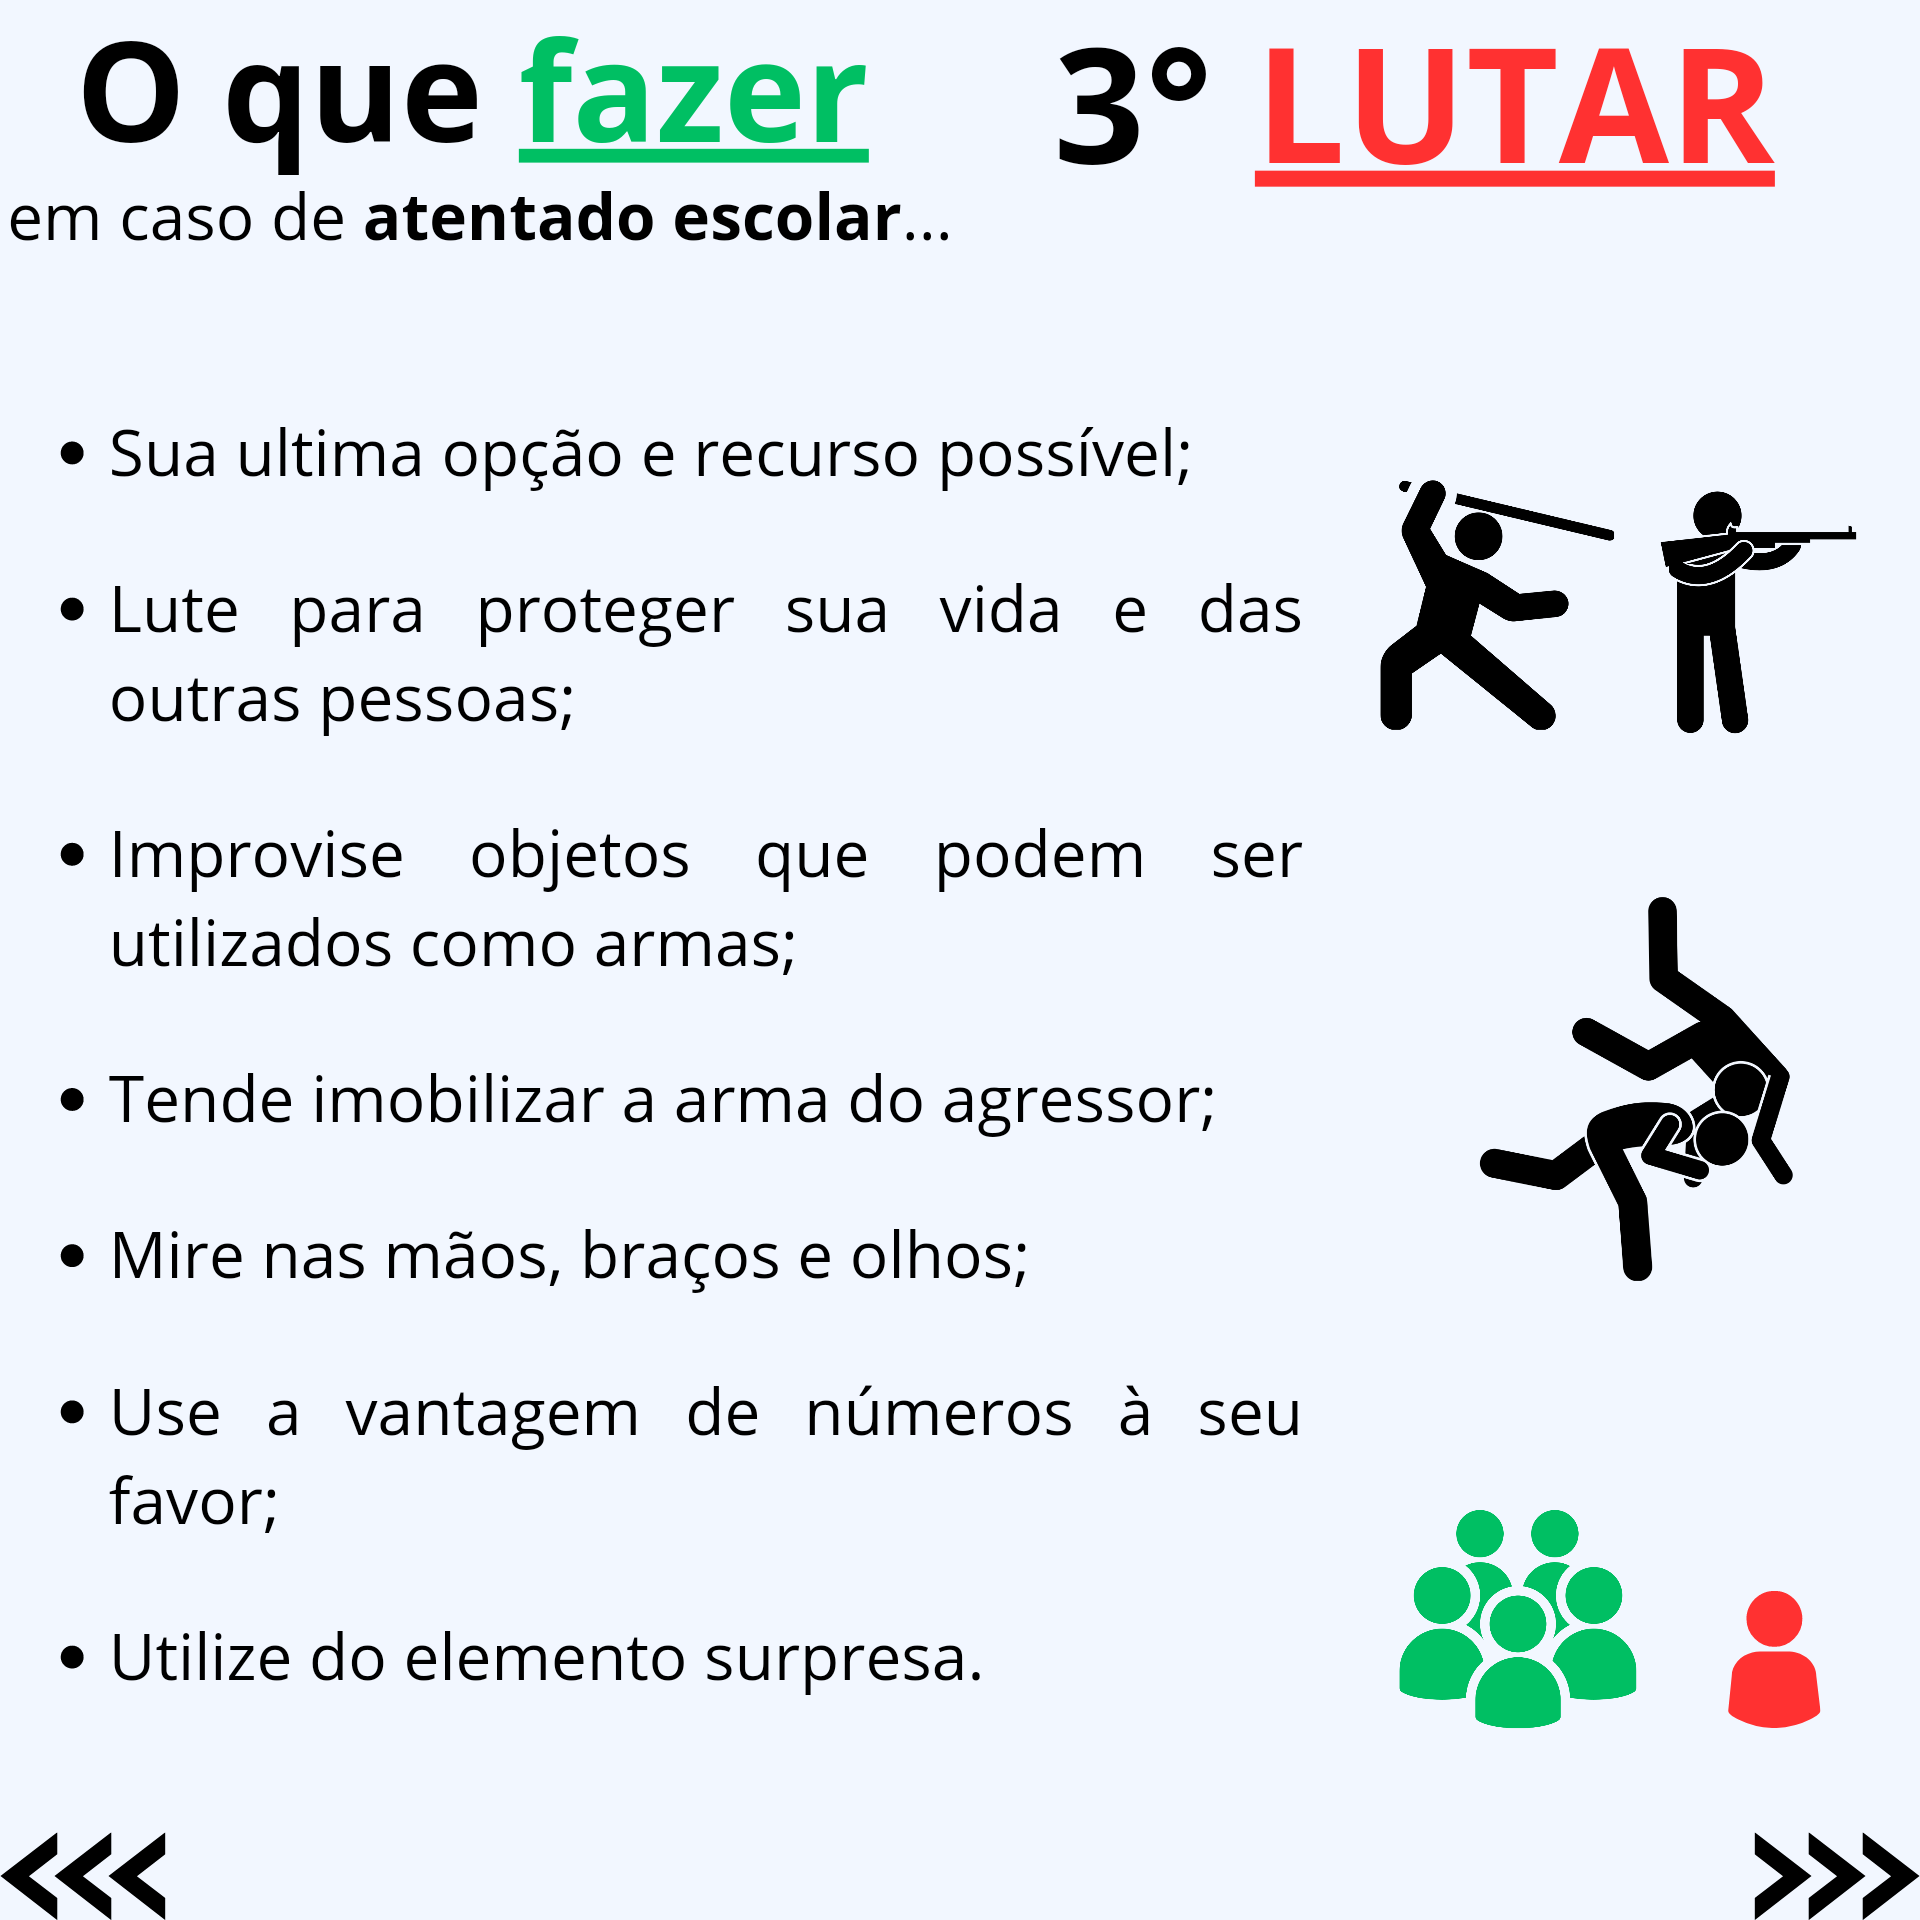 O que fazer
3° LUTAR
em caso de atentado escolar...
• Sua ultima opção e recurso possível;
• Lute para proteger sua vida e das
outras pessoas;
• Improvise objetos que podem ser
utilizados como armas;
• Tende imobilizar a arma do agressor;
• Mire nas mãos, braços e olhos;
• Use a vantagem de números à seu
favor;
• Utilize do elemento surpresa.